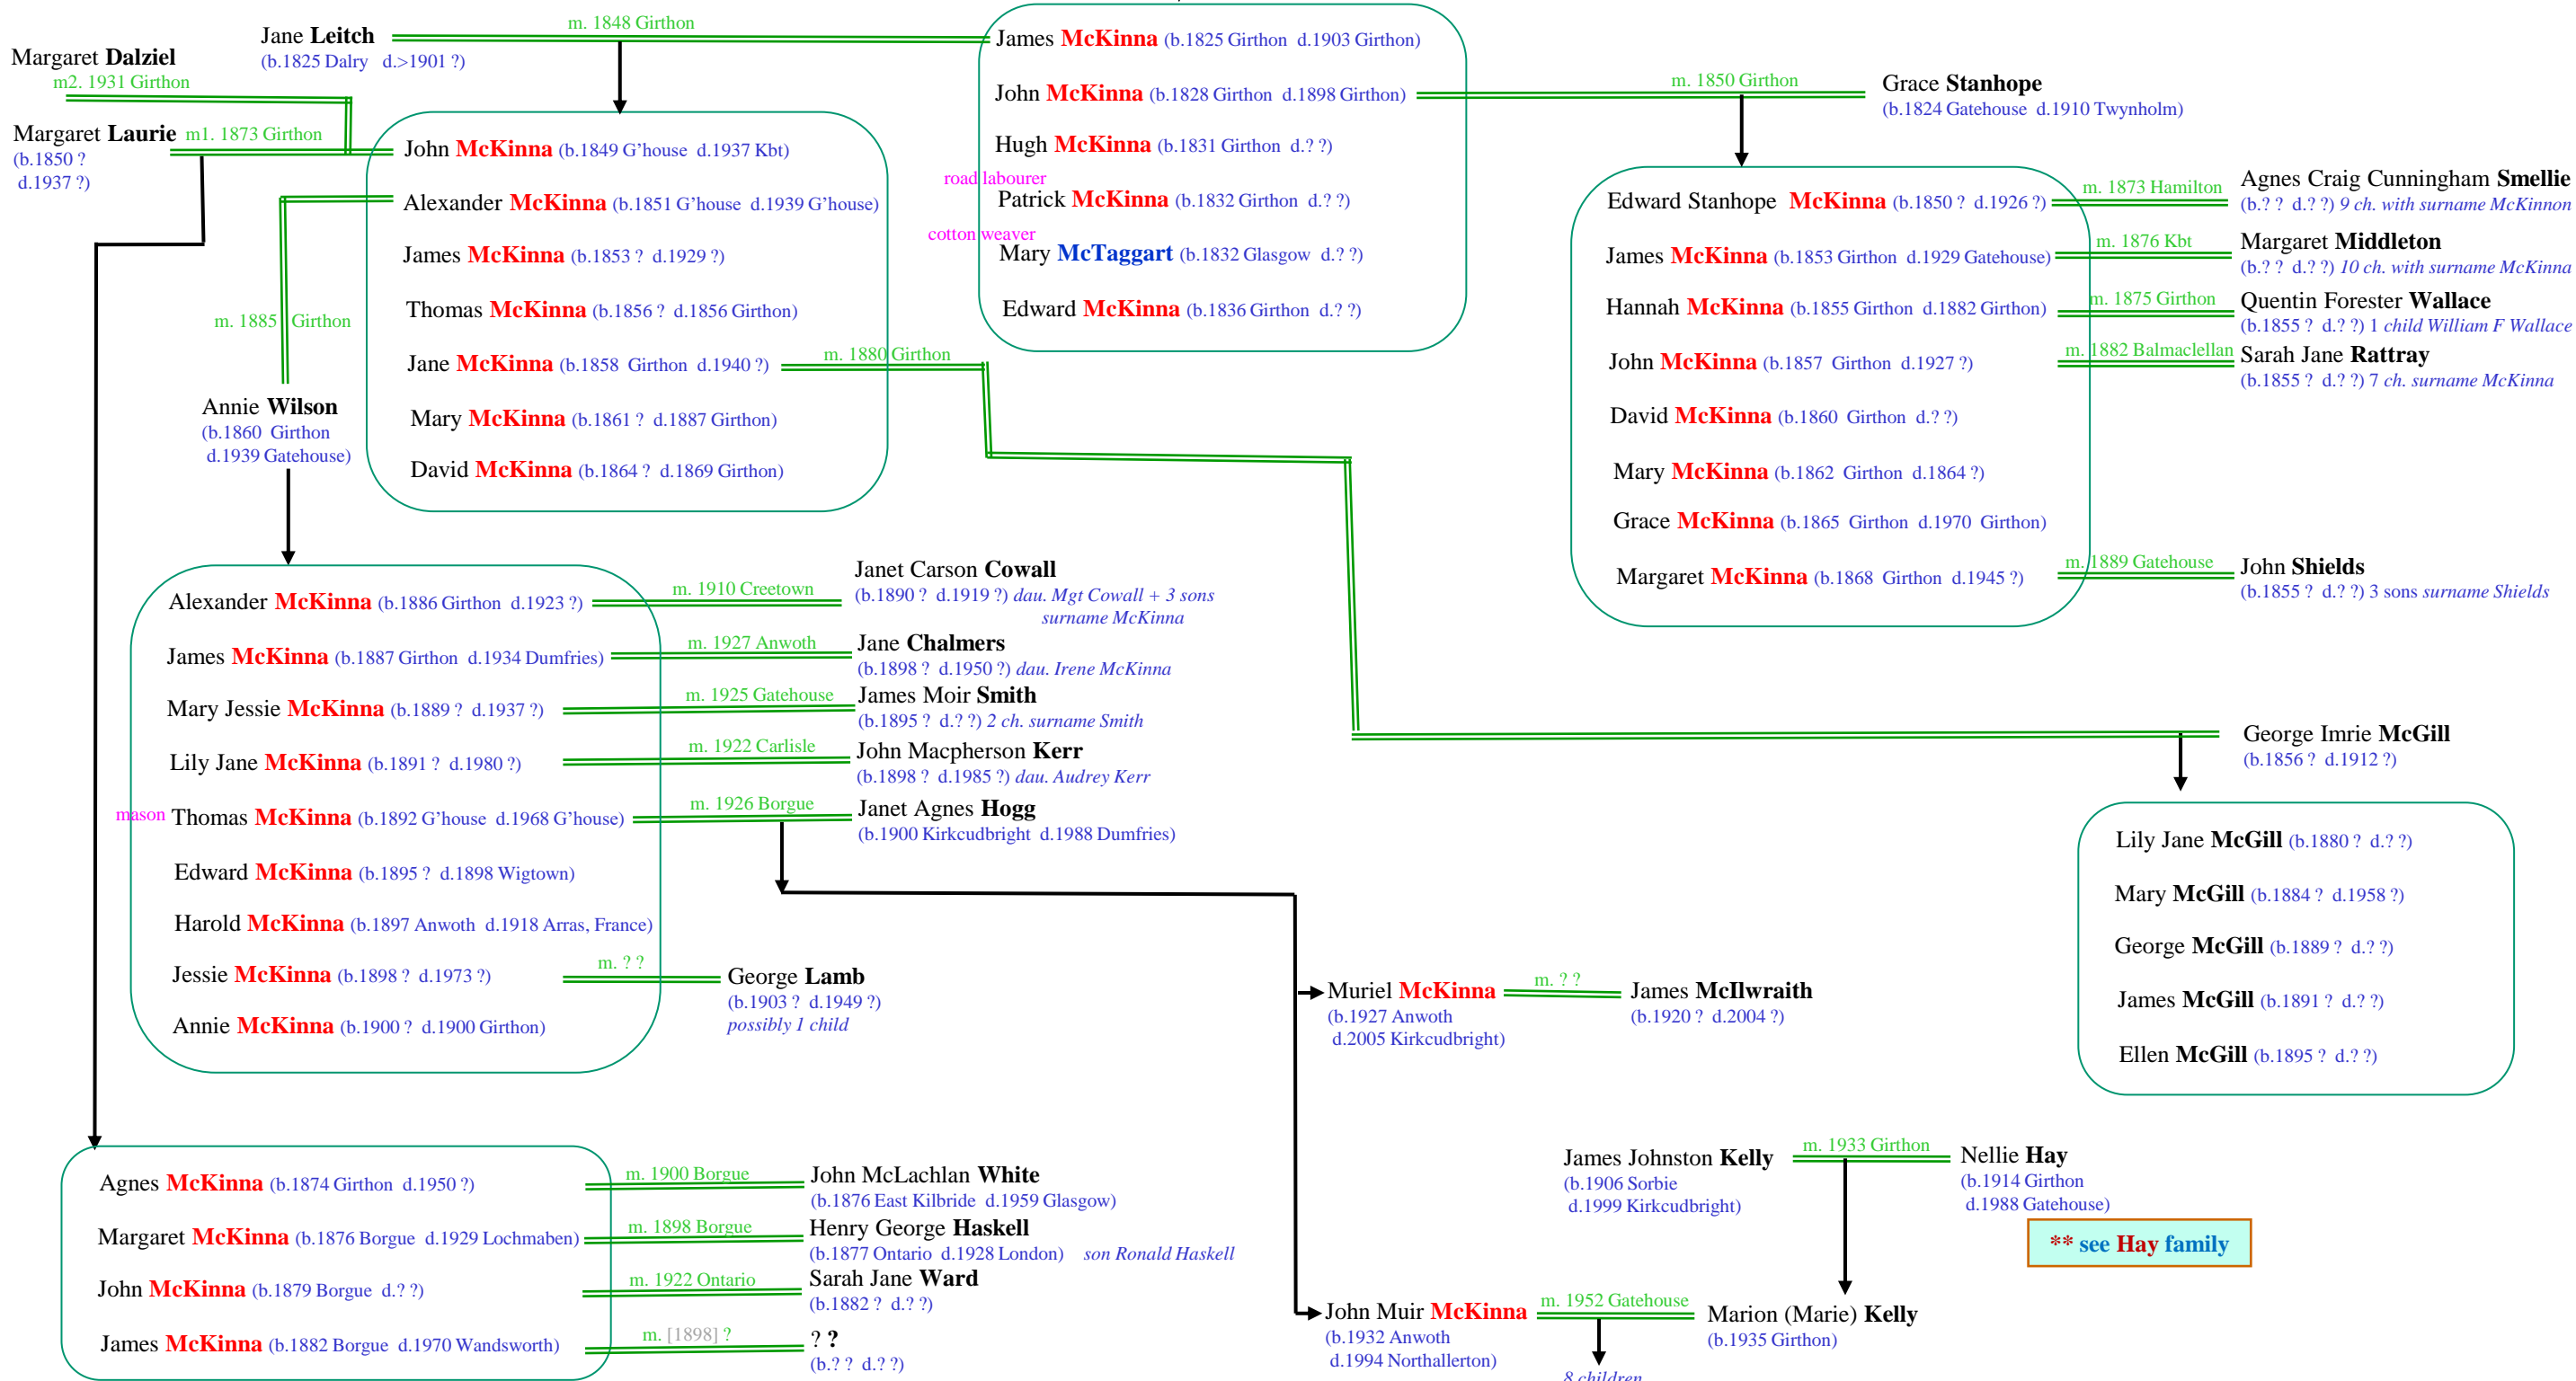 Margaret Dalziel
m2. 1931 Girthon
Margaret Laurie m1. 1873 Girthon
(b.1850 ?
d.1937 ?)
Jane Leitch
(b.1825 Dalry d.>1901 ?)
m. 1848 Girthon
James McKinna (b.1825 Girthon d.1903 Girthon)
John McKinna (b.1828 Girthon d.1898 Girthon)
Hugh McKinna (b.1831 Girthon d.? ?)
road labourer
Patrick McKinna (b.1832 Girthon d.? ?)
cotton weaver
Mary McTaggart (b.1832 Glasgow d.? ?)
Edward McKinna (b.1836 Girthon d.? ?)
m. 1850 Girthon
Grace Stanhope
(b.1824 Gatehouse d.1910 Twynholm)
John McKinna (b.1849 G’house d.1937 Kbt)
Alexander McKinna (b.1851 G’house d.1939 G’house)
James McKinna (b.1853 ? d.1929 ?)
Thomas McKinna (b.1856 ? d.1856 Girthon)
Jane McKinna (b.1858 Girthon d.1940 ?)
m. 1880 Girthon
Mary McKinna (b.1861 ? d.1887 Girthon)
David McKinna (b.1864 ? d.1869 Girthon)
m. 1885 Girthon
Annie Wilson
(b.1860 Girthon
d.1939 Gatehouse)
Edward Stanhope McKinna (b.1850 ? d.1926 ?)
m. 1873 Hamilton
Agnes Craig Cunningham Smellie
(b.? ? d.? ?) 9 ch. with surname McKinnon
James McKinna (b.1853 Girthon d.1929 Gatehouse)
m. 1876 Kbt
Margaret Middleton
(b.? ? d.? ?) 10 ch. with surname McKinna
Hannah McKinna (b.1855 Girthon d.1882 Girthon)
m. 1875 Girthon
Quentin Forester Wallace
(b.1855 ? d.? ?) 1 child William F Wallace
John McKinna (b.1857 Girthon d.1927 ?)
m. 1882 Balmaclellan
Sarah Jane Rattray
(b.1855 ? d.? ?) 7 ch. surname McKinna
David McKinna (b.1860 Girthon d.? ?)
Mary McKinna (b.1862 Girthon d.1864 ?)
Grace McKinna (b.1865 Girthon d.1970 Girthon)
Margaret McKinna (b.1868 Girthon d.1945 ?)
m. 1889 Gatehouse
John Shields
(b.1855 ? d.? ?) 3 sons surname Shields
Alexander McKinna (b.1886 Girthon d.1923 ?)
m. 1910 Creetown
Janet Carson Cowall
(b.1890 ? d.1919 ?) dau. Mgt Cowall + 3 sons
surname McKinna
James McKinna (b.1887 Girthon d.1934 Dumfries)
m. 1927 Anwoth
Jane Chalmers
(b.1898 ? d.1950 ?) dau. Irene McKinna
Mary Jessie McKinna (b.1889 ? d.1937 ?)
m. 1925 Gatehouse
James Moir Smith
(b.1895 ? d.? ?) 2 ch. surname Smith
Lily Jane McKinna (b.1891 ? d.1980 ?)
m. 1922 Carlisle
John Macpherson Kerr
(b.1898 ? d.1985 ?) dau. Audrey Kerr
mason
Thomas McKinna (b.1892 G’house d.1968 G’house)
m. 1926 Borgue
Janet Agnes Hogg
(b.1900 Kirkcudbright d.1988 Dumfries)
Edward McKinna (b.1895 ? d.1898 Wigtown)
Harold McKinna (b.1897 Anwoth d.1918 Arras, France)
Jessie McKinna (b.1898 ? d.1973 ?)
m. ? ?
George Lamb
(b.1903 ? d.1949 ?)
possibly 1 child
Annie McKinna (b.1900 ? d.1900 Girthon)
George Imrie McGill
(b.1856 ? d.1912 ?)
Lily Jane McGill (b.1880 ? d.? ?)
Mary McGill (b.1884 ? d.1958 ?)
George McGill (b.1889 ? d.? ?)
James McGill (b.1891 ? d.? ?)
Ellen McGill (b.1895 ? d.? ?)
Muriel McKinna
(b.1927 Anwoth
d.2005 Kirkcudbright)
m. ? ?
James McIlwraith
(b.1920 ? d.2004 ?)
Agnes McKinna (b.1874 Girthon d.1950 ?)
m. 1900 Borgue
John McLachlan White
(b.1876 East Kilbride d.1959 Glasgow)
Margaret McKinna (b.1876 Borgue d.1929 Lochmaben)
m. 1898 Borgue
Henry George Haskell
(b.1877 Ontario d.1928 London) son Ronald Haskell
John McKinna (b.1879 Borgue d.? ?)
m. 1922 Ontario
Sarah Jane Ward
(b.1882 ? d.? ?)
James McKinna (b.1882 Borgue d.1970 Wandsworth)
m. [1898] ?
? ?
(b.? ? d.? ?)
James Johnston Kelly
(b.1906 Sorbie
d.1999 Kirkcudbright)
m. 1933 Girthon
Nellie Hay
(b.1914 Girthon
d.1988 Gatehouse)
** see Hay family
John Muir McKinna
(b.1932 Anwoth
d.1994 Northallerton)
m. 1952 Gatehouse
Marion (Marie) Kelly
(b.1935 Girthon)
8 children